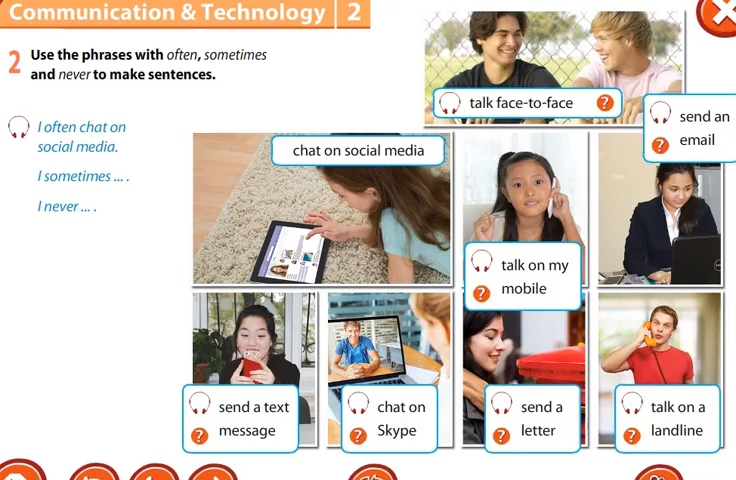 Communication & Technology 2
2 Use the phrases with often, sometimes
and never to make sentences.
I often chat on
social media.
I sometimes ... .
I never ... .
talk face-to-face ?
send an
? email
chat on social media
talk on my
? mobile
send a text
? message
chat on
? Skype
send a
? letter
talk on a
? landline